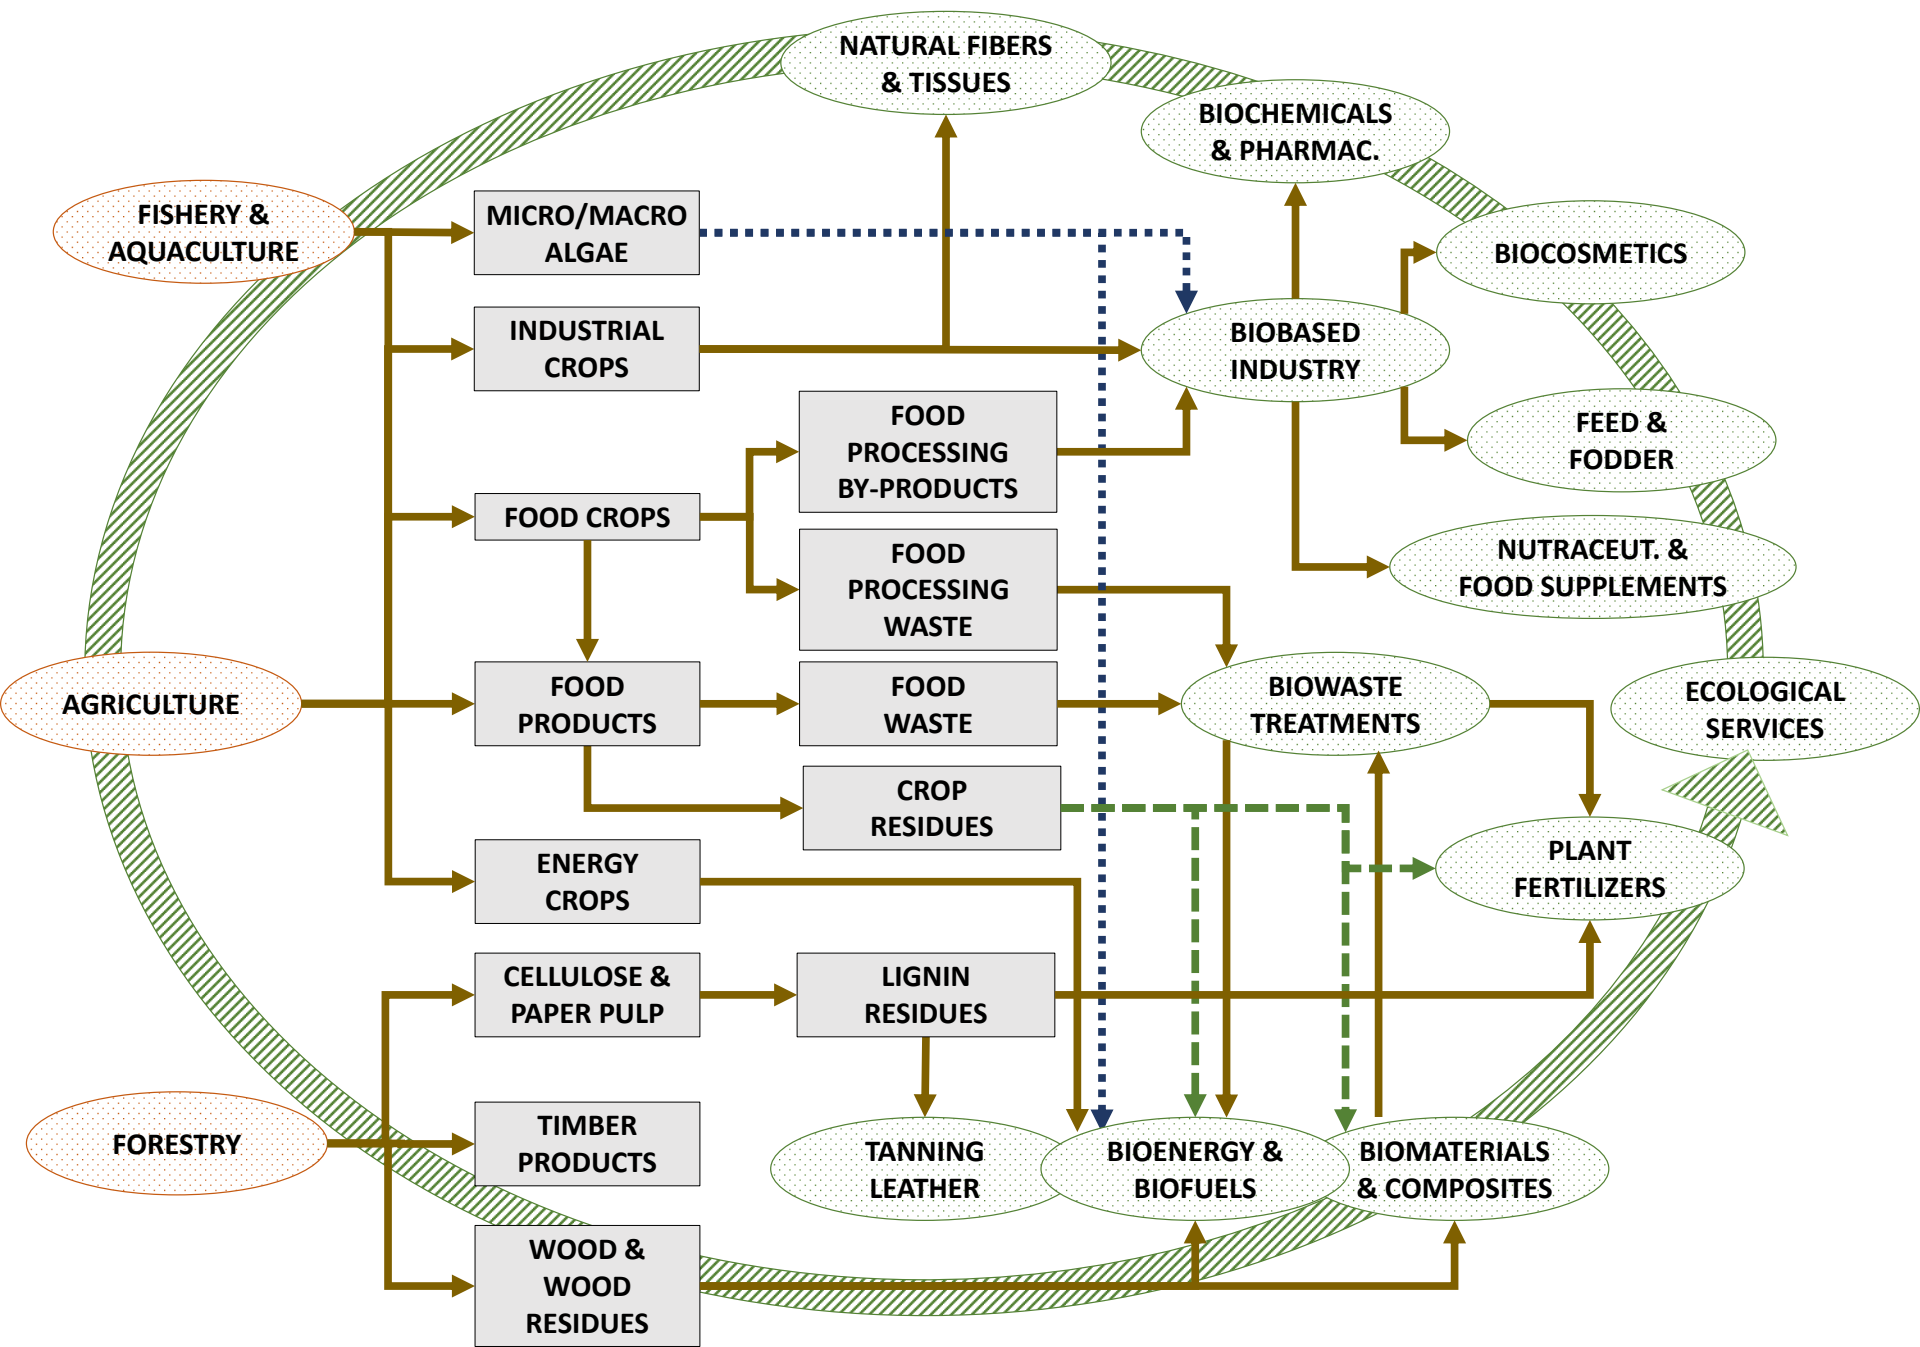 NATURAL FIBERS
& TISSUES
BIOCHEMICALS
& PHARMAC.
FISHERY &
AQUACULTURE
MICRO/MACRO
ALGAE
BIOCOSMETICS
INDUSTRIAL
CROPS
BIOBASED
INDUSTRY
FOOD
PROCESSING
BY-PRODUCTS
FEED &
FODDER
FOOD CROPS
FOOD
PROCESSING
WASTE
NUTRACEUT. &
FOOD SUPPLEMENTS
AGRICULTURE
FOOD
PRODUCTS
FOOD
WASTE
BIOWASTE
TREATMENTS
ECOLOGICAL
SERVICES
CROP
RESIDUES
ENERGY
CROPS
PLANT
FERTILIZERS
CELLULOSE &
PAPER PULP
LIGNIN
RESIDUES
FORESTRY
TIMBER
PRODUCTS
TANNING
LEATHER
BIOENERGY &
BIOFUELS
BIOMATERIALS
& COMPOSITES
WOOD &
WOOD
RESIDUES